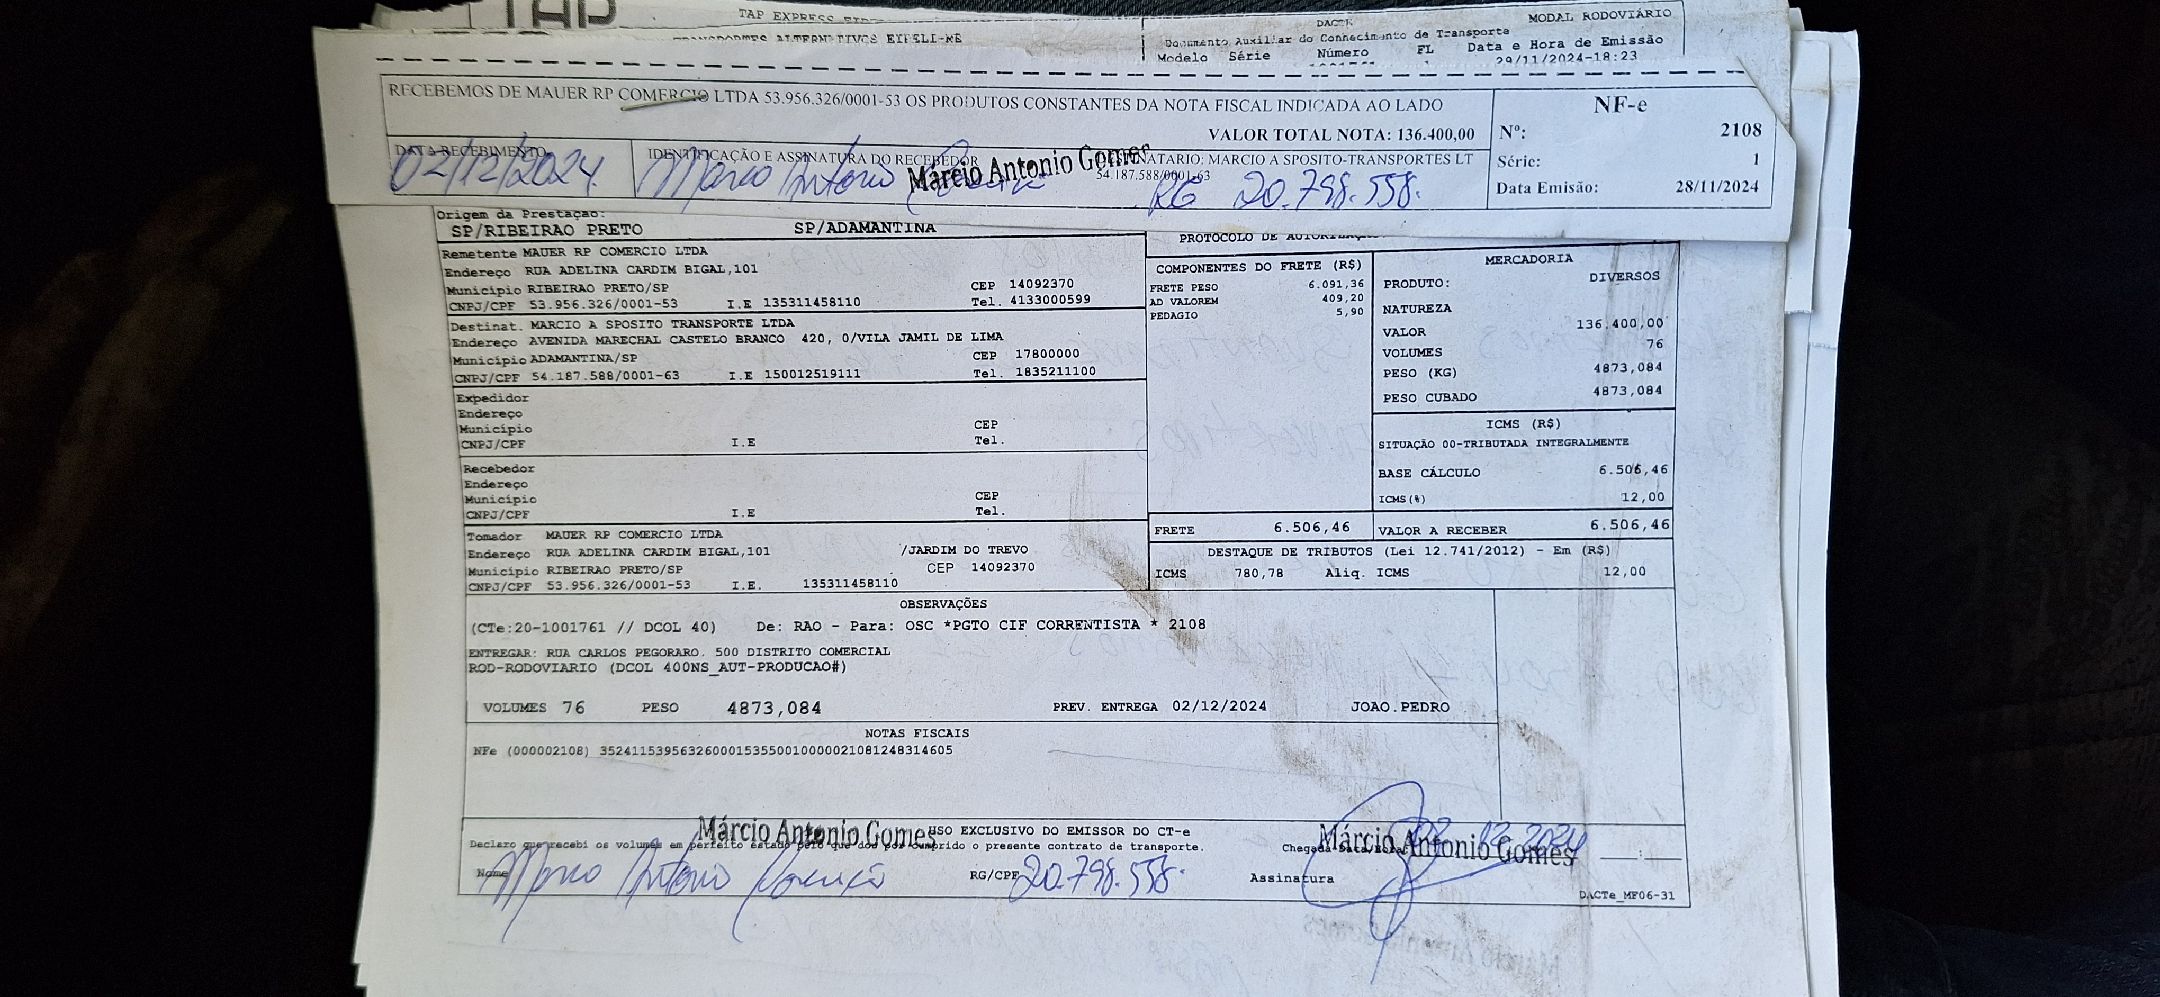 TAP
TAP EXPRESS
MODAL RODOVIÁRIO
Documento Auxiliar do Conhecimento de Transporte
Modelo Série Número FL Data e Hora de Emissão
29/11/2024-18:23
RECEBEMOS DE MAUER RP COMERCIO LTDA 53.956.326/0001-53 OS PRODUTOS CONSTANTES DA NOTA FISCAL INDICADA AO LADO
VALOR TOTAL NOTA: 136.400,00
DATA RECEBIMENTO
02/12/2024.
IDENTIFICAÇÃO E ASSINATURA DO RECEBEDOR
MARCIO A SPOSITO-TRANSPORTES LT
54.187.588/0001-63
Marco Antônio
Márcio Antonio Gomes
RG 20.798.558.
NF-e
Nº: 2108
Série: 1
Data Emissão: 28/11/2024
Origem da Prestação:
SP/RIBEIRAO PRETO SP/ADAMANTINA
Remetente MAUER RP COMERCIO LTDA
Endereço RUA ADELINA CARDIM BIGAL,101
Município RIBEIRAO PRETO/SP CEP 14092370
CNPJ/CPF 53.956.326/0001-53 I.E 135311458110 Tel. 4133000599
Destinat. MARCIO A SPOSITO TRANSPORTE LTDA
Endereço AVENIDA MARECHAL CASTELO BRANCO 420, 0/VILA JAMIL DE LIMA
Município ADAMANTINA/SP CEP 17800000
CNPJ/CPF 54.187.588/0001-63 I.E 150012519111 Tel. 1835211100
Expedidor
Endereço
Município CEP
CNPJ/CPF I.E Tel.
Recebedor
Endereço
Município CEP
CNPJ/CPF I.E Tel.
Tomador MAUER RP COMERCIO LTDA
Endereço RUA ADELINA CARDIM BIGAL,101 /JARDIM DO TREVO
Município RIBEIRAO PRETO/SP CEP 14092370
CNPJ/CPF 53.956.326/0001-53 I.E. 135311458110
PROTOCOLO DE
COMPONENTES DO FRETE (R$)
FRETE PESO 6.091,36
AD VALOREM 409,20
PEDAGIO 5,90
MERCADORIA
PRODUTO: DIVERSOS
NATUREZA
VALOR 136.400,00
VOLUMES 76
PESO (KG) 4873,084
PESO CUBADO 4873,084
ICMS (R$)
SITUAÇÃO 00-TRIBUTADA INTEGRALMENTE
BASE CÁLCULO 6.506,46
ICMS(%) 12,00
FRETE 6.506,46 VALOR A RECEBER 6.506,46
DESTAQUE DE TRIBUTOS (Lei 12.741/2012) - Em (R$)
ICMS 780,78 Aliq. ICMS 12,00
OBSERVAÇÕES
(CTe:20-1001761 // DCOL 40) De: RAO - Para: OSC *PGTO CIF CORRENTISTA * 2108
ENTREGAR: RUA CARLOS PEGORARO, 500 DISTRITO COMERCIAL
ROD-RODOVIARIO (DCOL 400NS_AUT-PRODUCAO#)
VOLUMES 76 PESO 4873,084 PREV. ENTREGA 02/12/2024 JOAO.PEDRO
NOTAS FISCAIS
NFe (000002108) 35241153956326000153550010000021081248314605
Márcio Antonio Gomes USO EXCLUSIVO DO EMISSOR DO CT-e
Declaro que recebi os volumes em perfeito estado pelo que dou por cumprido o presente contrato de transporte.
Nome Marco Antônio RG/CPF 20.798.558.
Chegada Data/Hora
Márcio Antonio Gomes
Assinatura
DACTe_MF06-31